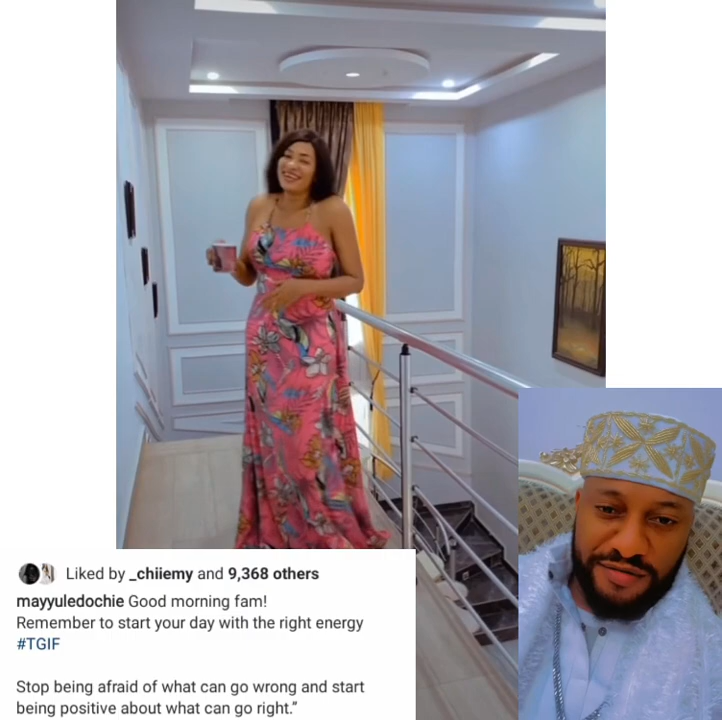 Liked by _chiiemy and 9,368 others
mayyuledochie Good morning fam!
Remember to start your day with the right energy
#TGIF
Stop being afraid of what can go wrong and start
being positive about what can go right.”